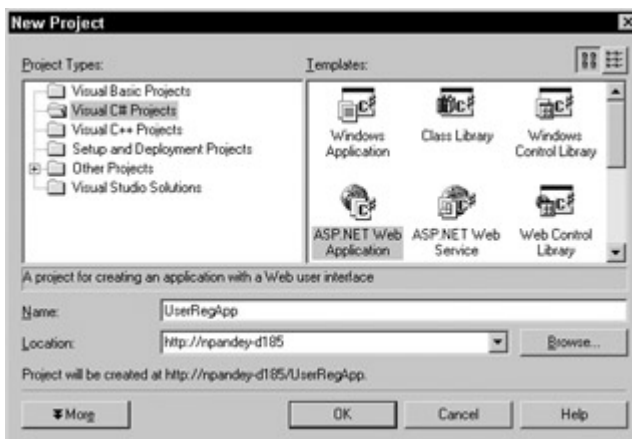 New Project
Project Types:
Templates:
Visual Basic Projects
Visual C# Projects
Visual C++ Projects
Setup and Deployment Projects
Other Projects
Visual Studio Solutions
Windows Application
Class Library
Windows Control Library
ASP.NET Web Application
ASP.NET Web Service
Web Control Library
A project for creating an application with a Web user interface
Name:
UserRegApp
Location:
http://npandey-d185
Browse...
Project will be created at http://npandey-d185/UserRegApp.
More
OK
Cancel
Help